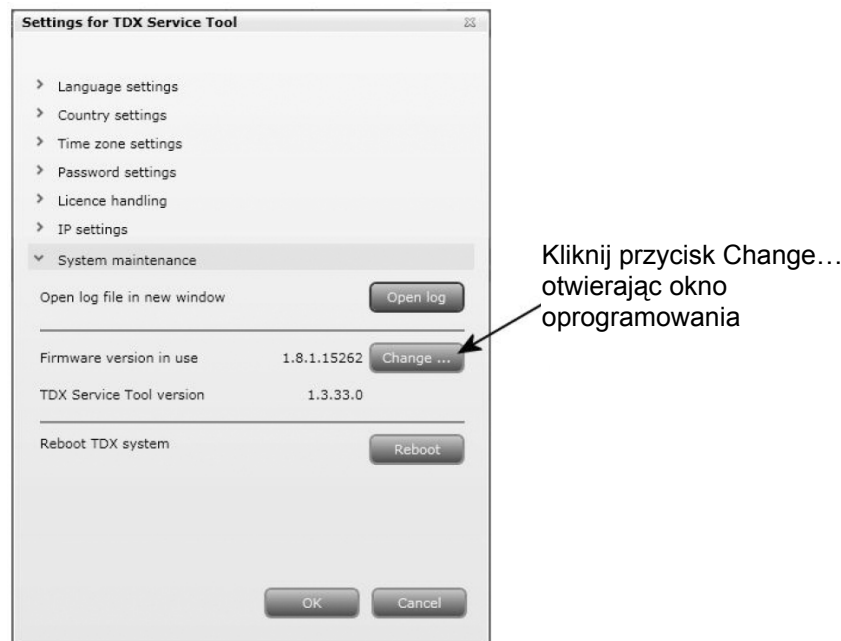 Settings for TDX Service Tool
Language settings
Country settings
Time zone settings
Password settings
Licence handling
IP settings
System maintenance
Open log file in new window Open log
Firmware version in use 1.8.1.15262 Change ...
TDX Service Tool version 1.3.33.0
Reboot TDX system Reboot
OK Cancel
Kliknij przycisk Change…
otwierając okno
oprogramowania